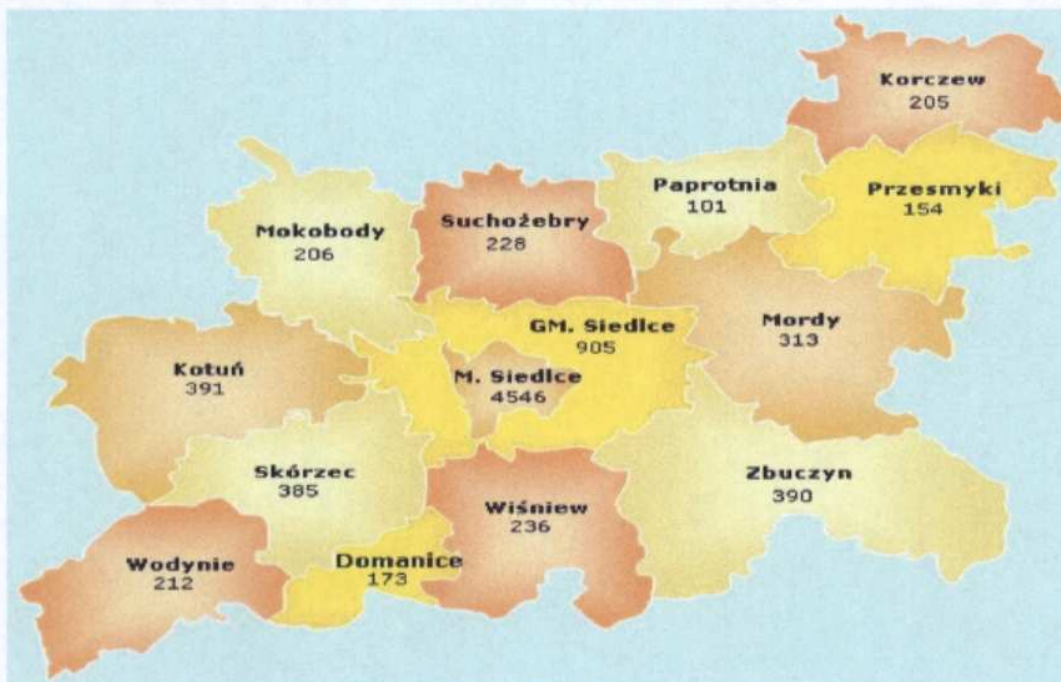 Korczew
205
Paprotnia
101
Przesmyki
154
Mokobody
206
Suchożebry
228
GM. Siedlce
905
Mordy
313
Kotuń
391
M. Siedlce
4546
Skórzec
385
Zbuczyn
390
Wiśniew
236
Wodynie
212
Domanice
173